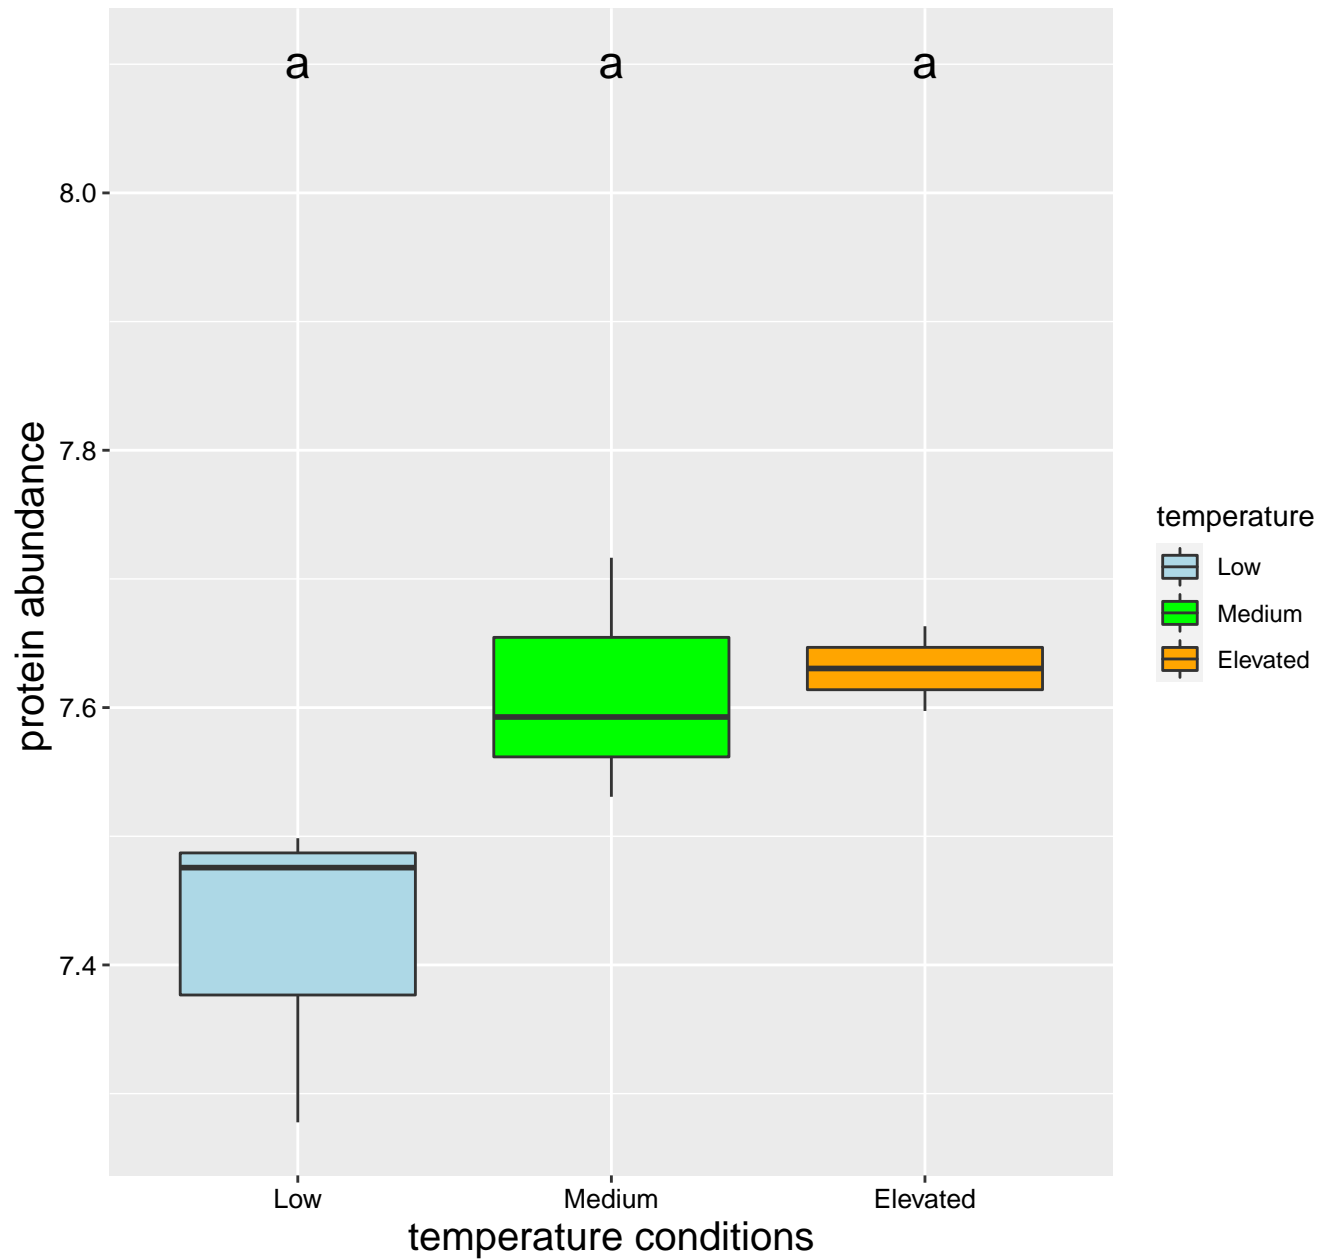 a a a
8.0
7.8
7.6
7.4
protein abundance
Low Medium Elevated
temperature conditions
temperature
Low
Medium
Elevated